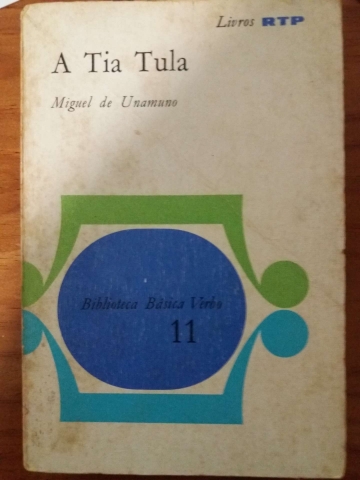 Livros RTP
A Tia Tula
Miguel de Unamuno
Biblioteca Básica Verbo
11